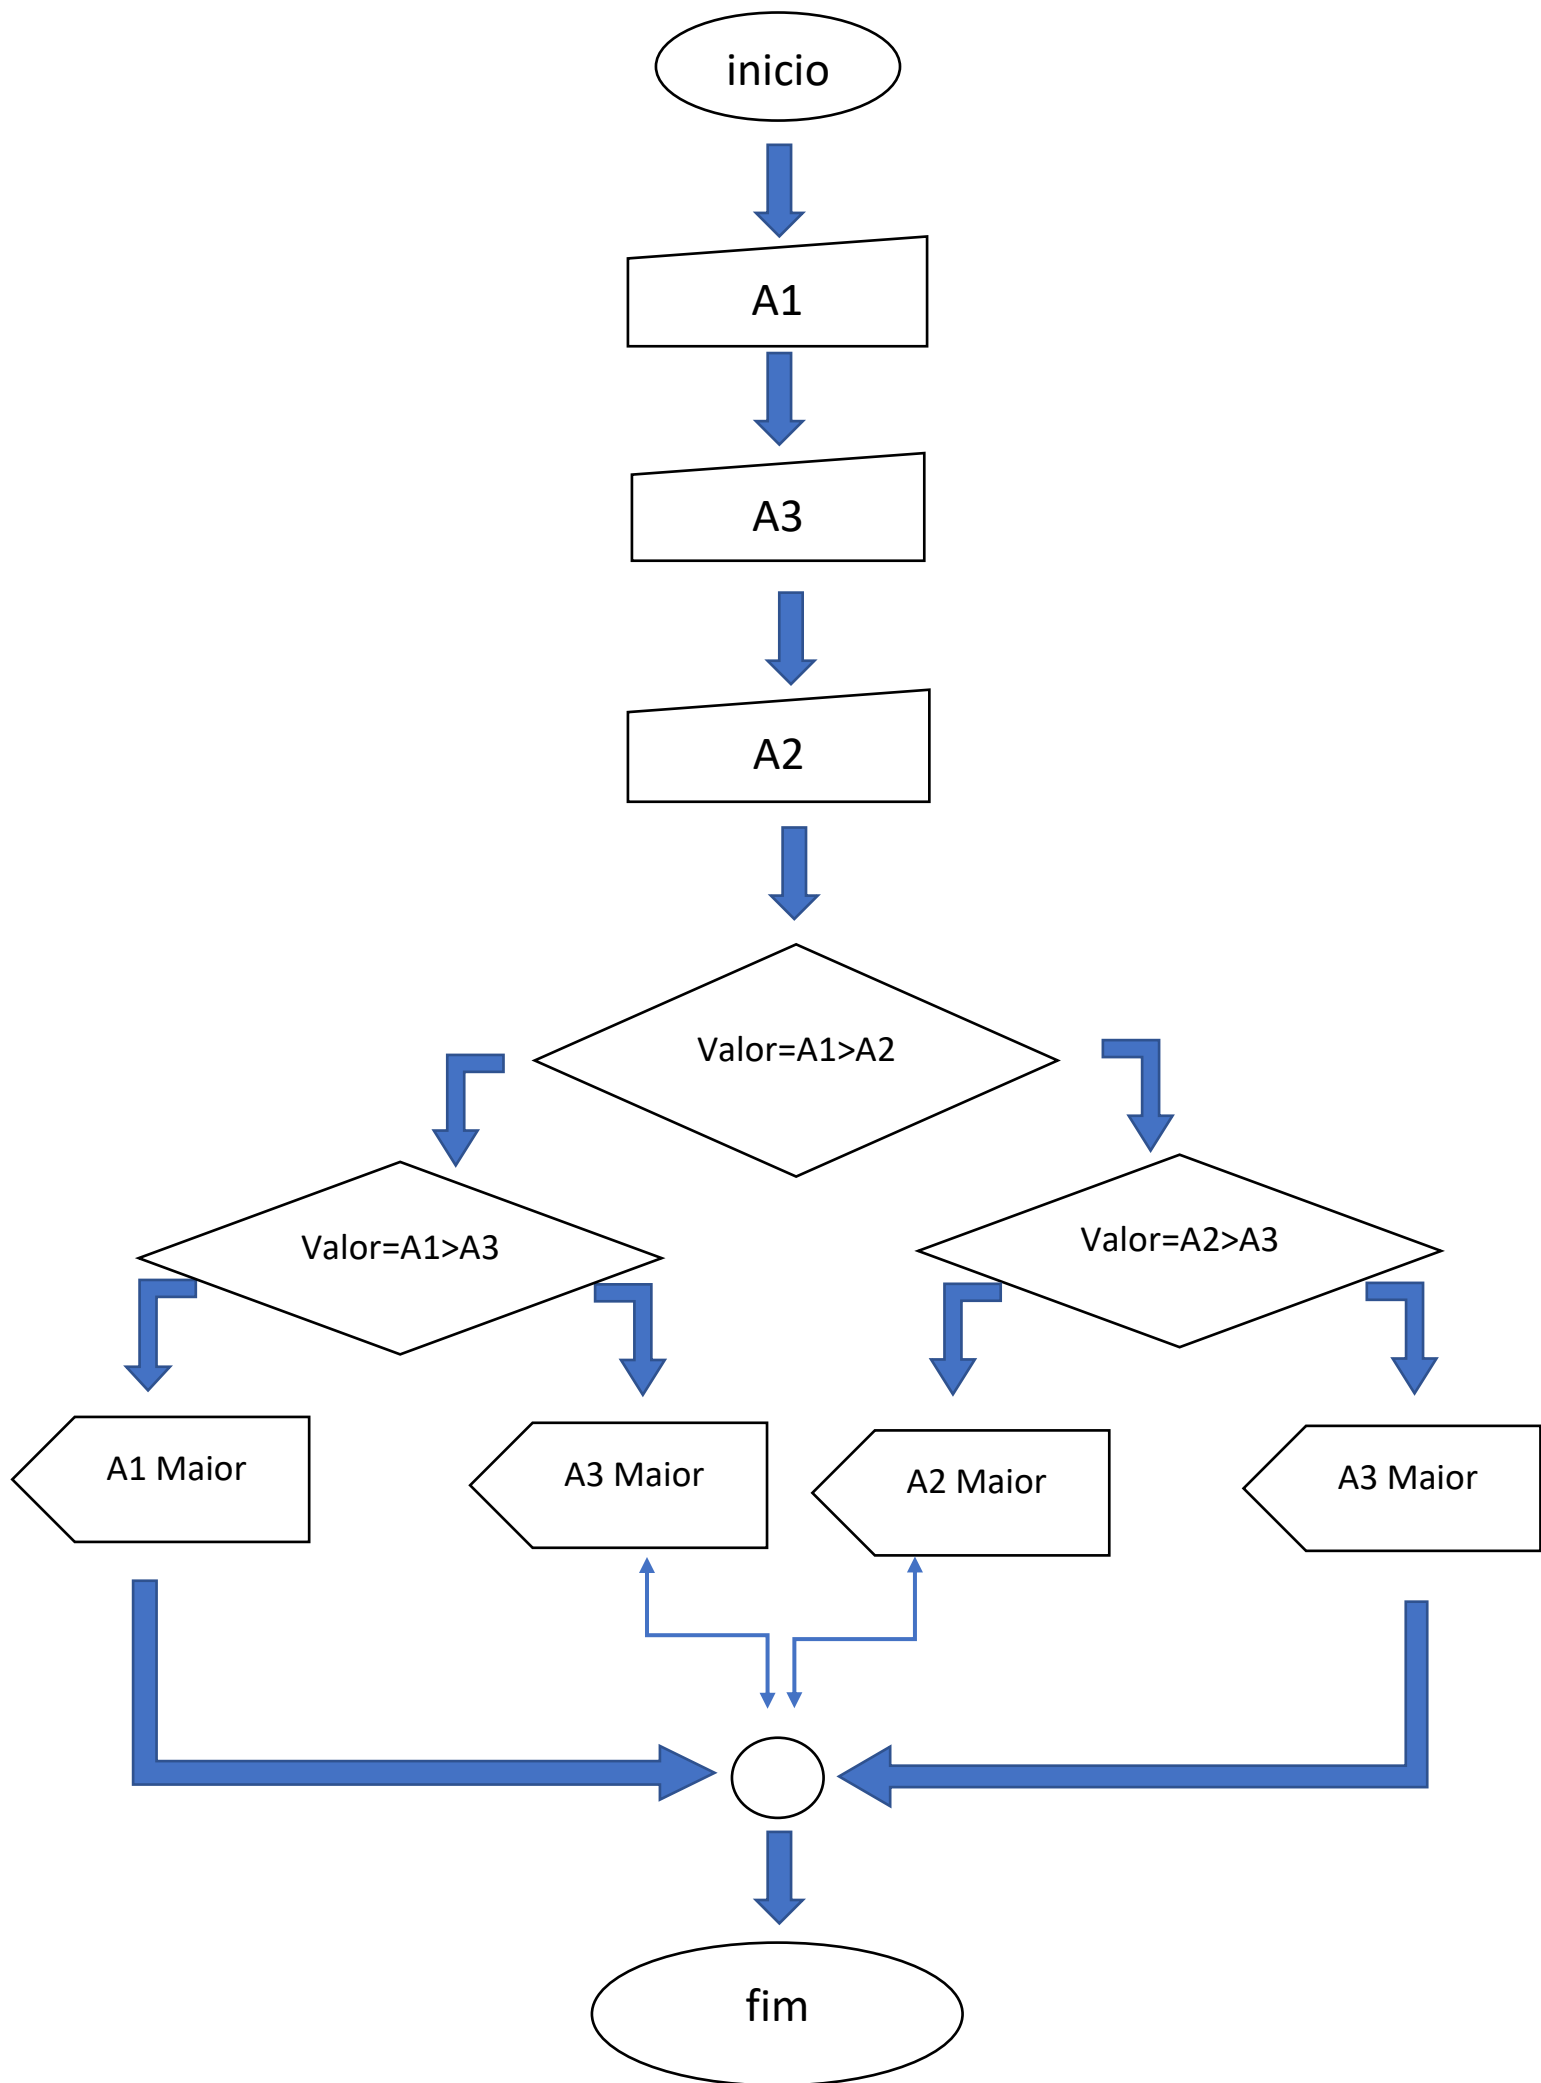 inicio
A1
A3
A2
Valor=A1>A2
Valor=A1>A3
Valor=A2>A3
A1 Maior
A3 Maior
A2 Maior
A3 Maior
fim